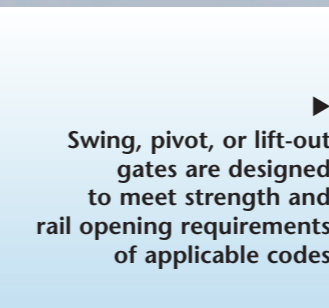 Swing, pivot, or lift-out
gates are designed
to meet strength and
rail opening requirements
of applicable codes